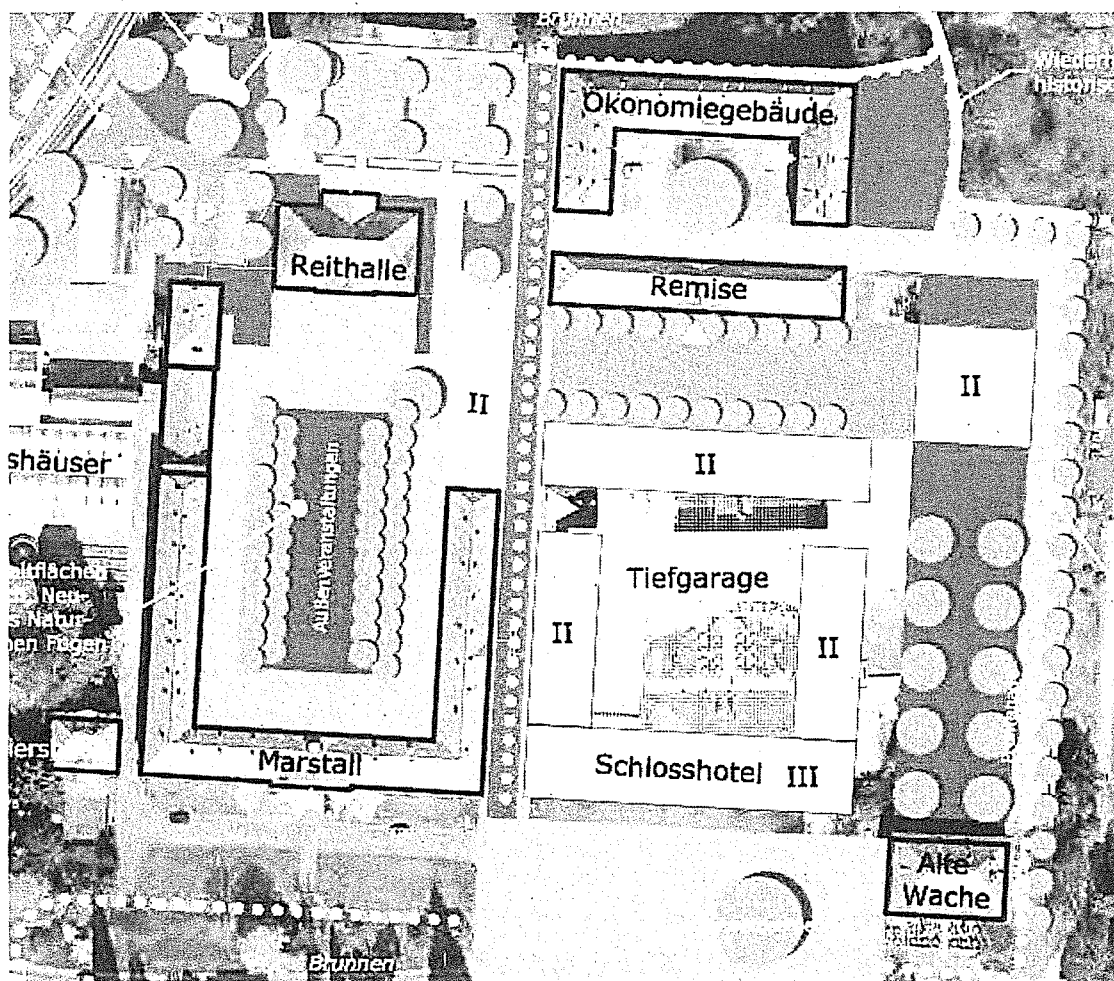 Brunnen
Ökonomiegebäude
Reithalle
Remise
II
II
II
shäuser
Außenveranstaltungen
Tiefgarage
II
II
Marstall
Schlosshotel III
Alte
Wache
Brunnen